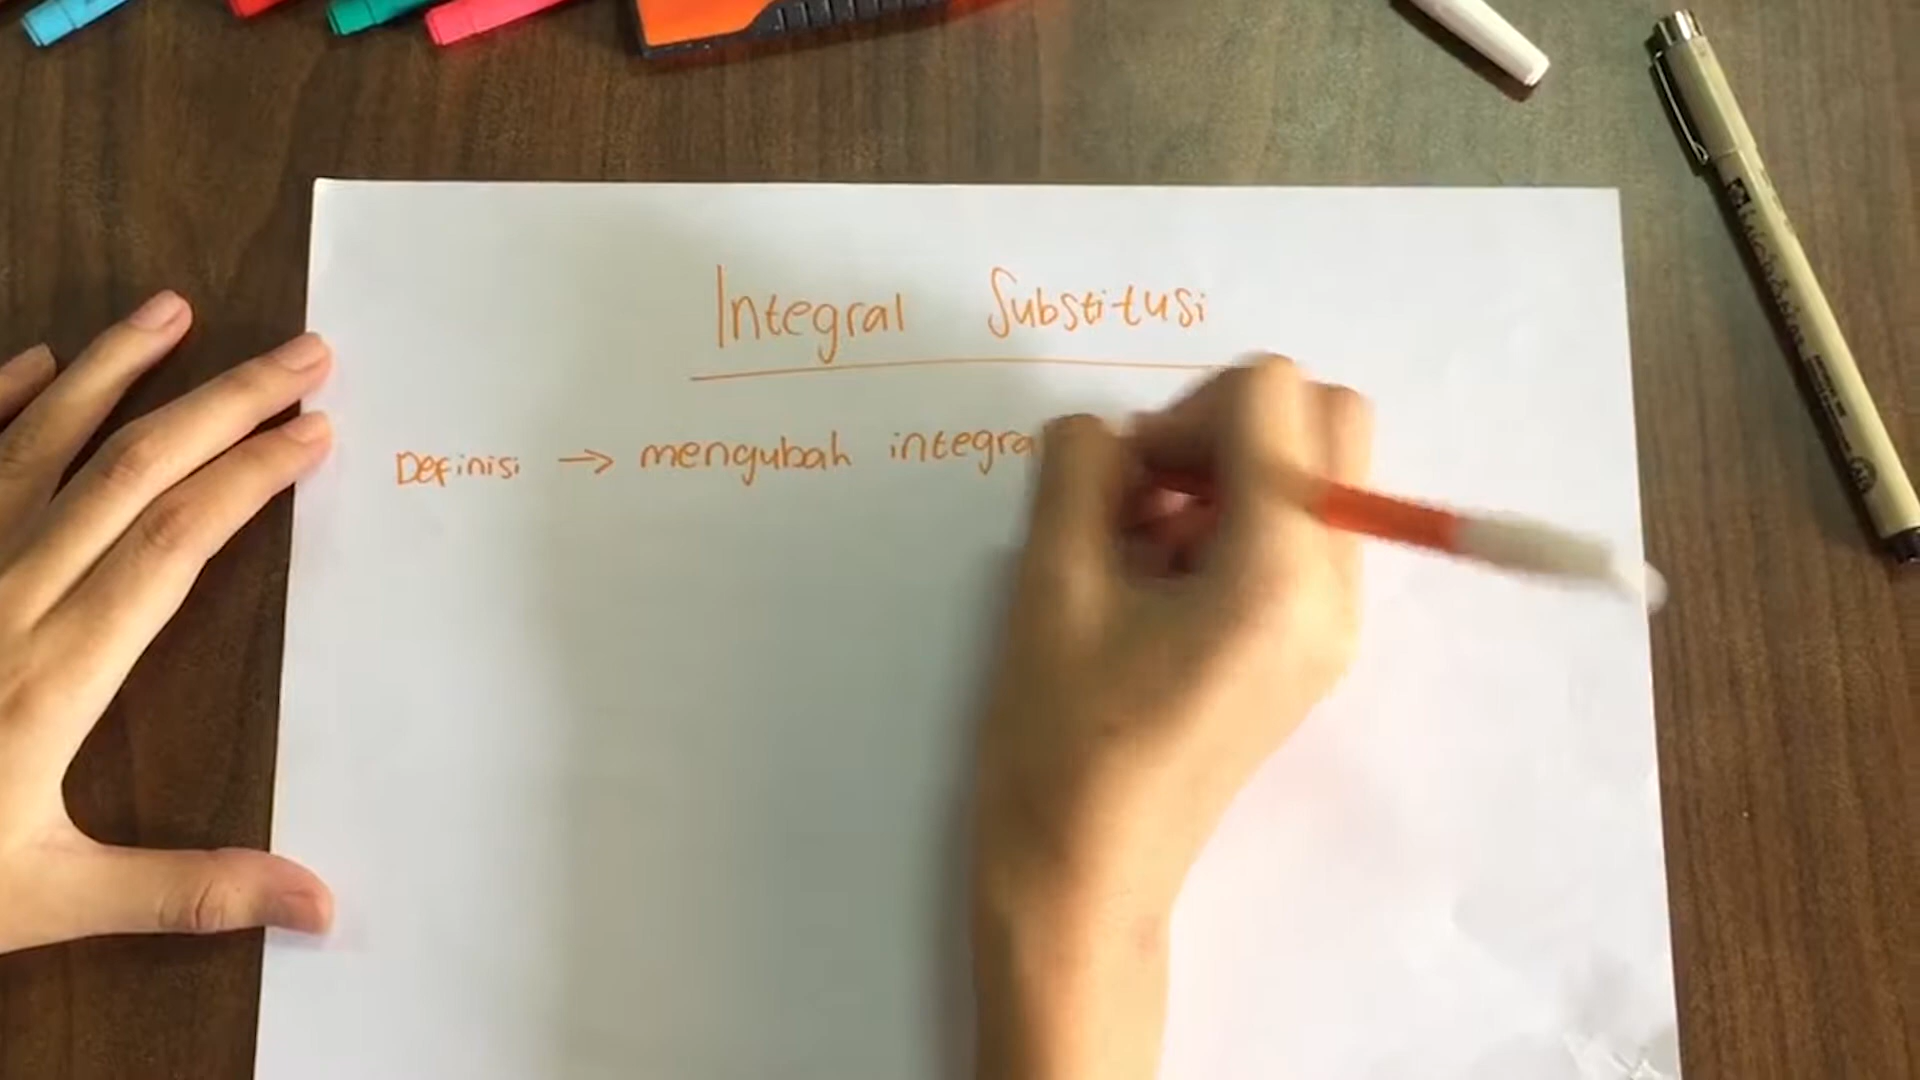 Integral Substitusi
Definisi → mengubah integra